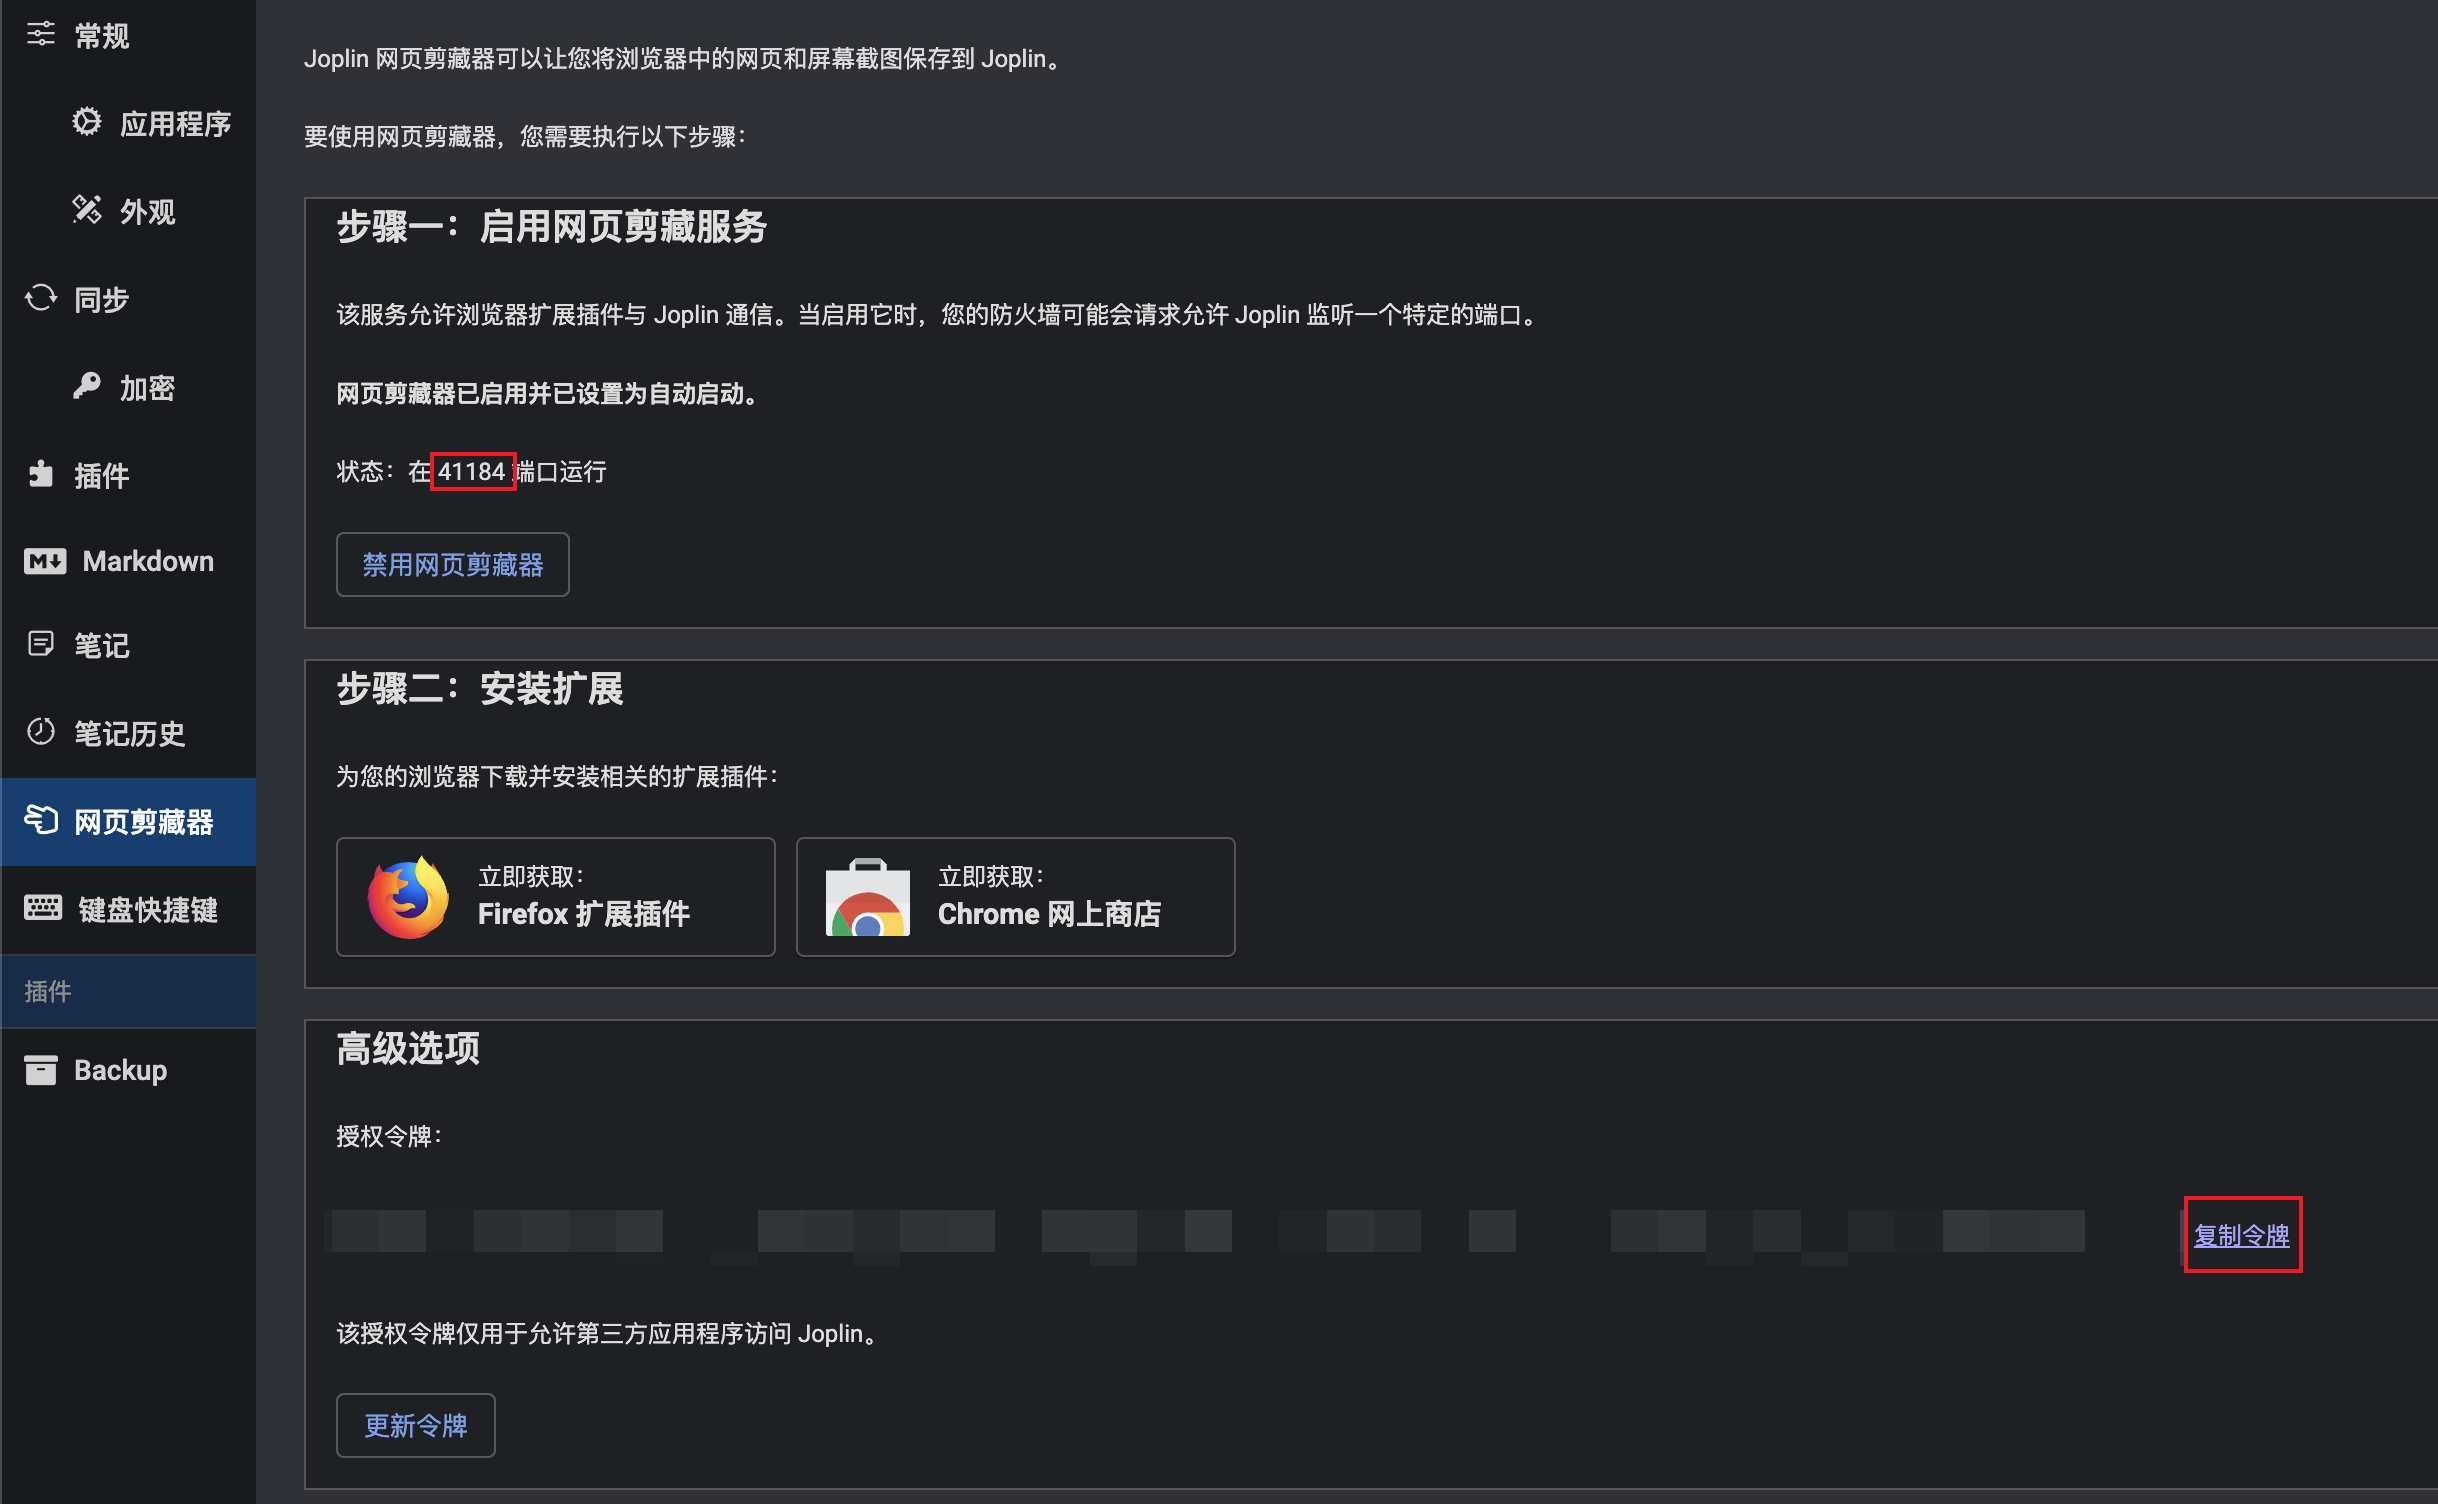 常规
应用程序
外观
同步
加密
插件
Markdown
笔记
笔记历史
网页剪藏器
键盘快捷键
插件
Backup
Joplin 网页剪藏器可以让您将浏览器中的网页和屏幕截图保存到 Joplin。
要使用网页剪藏器，您需要执行以下步骤：
步骤一：启用网页剪藏服务
该服务允许浏览器扩展插件与 Joplin 通信。当启用它时，您的防火墙可能会请求允许 Joplin 监听一个特定的端口。
网页剪藏器已启用并已设置为自动启动。
状态：在 41184 端口运行
禁用网页剪藏器
步骤二：安装扩展
为您的浏览器下载并安装相关的扩展插件：
立即获取：
Firefox 扩展插件
立即获取：
Chrome 网上商店
高级选项
授权令牌：
复制令牌
该授权令牌仅用于允许第三方应用程序访问 Joplin。
更新令牌